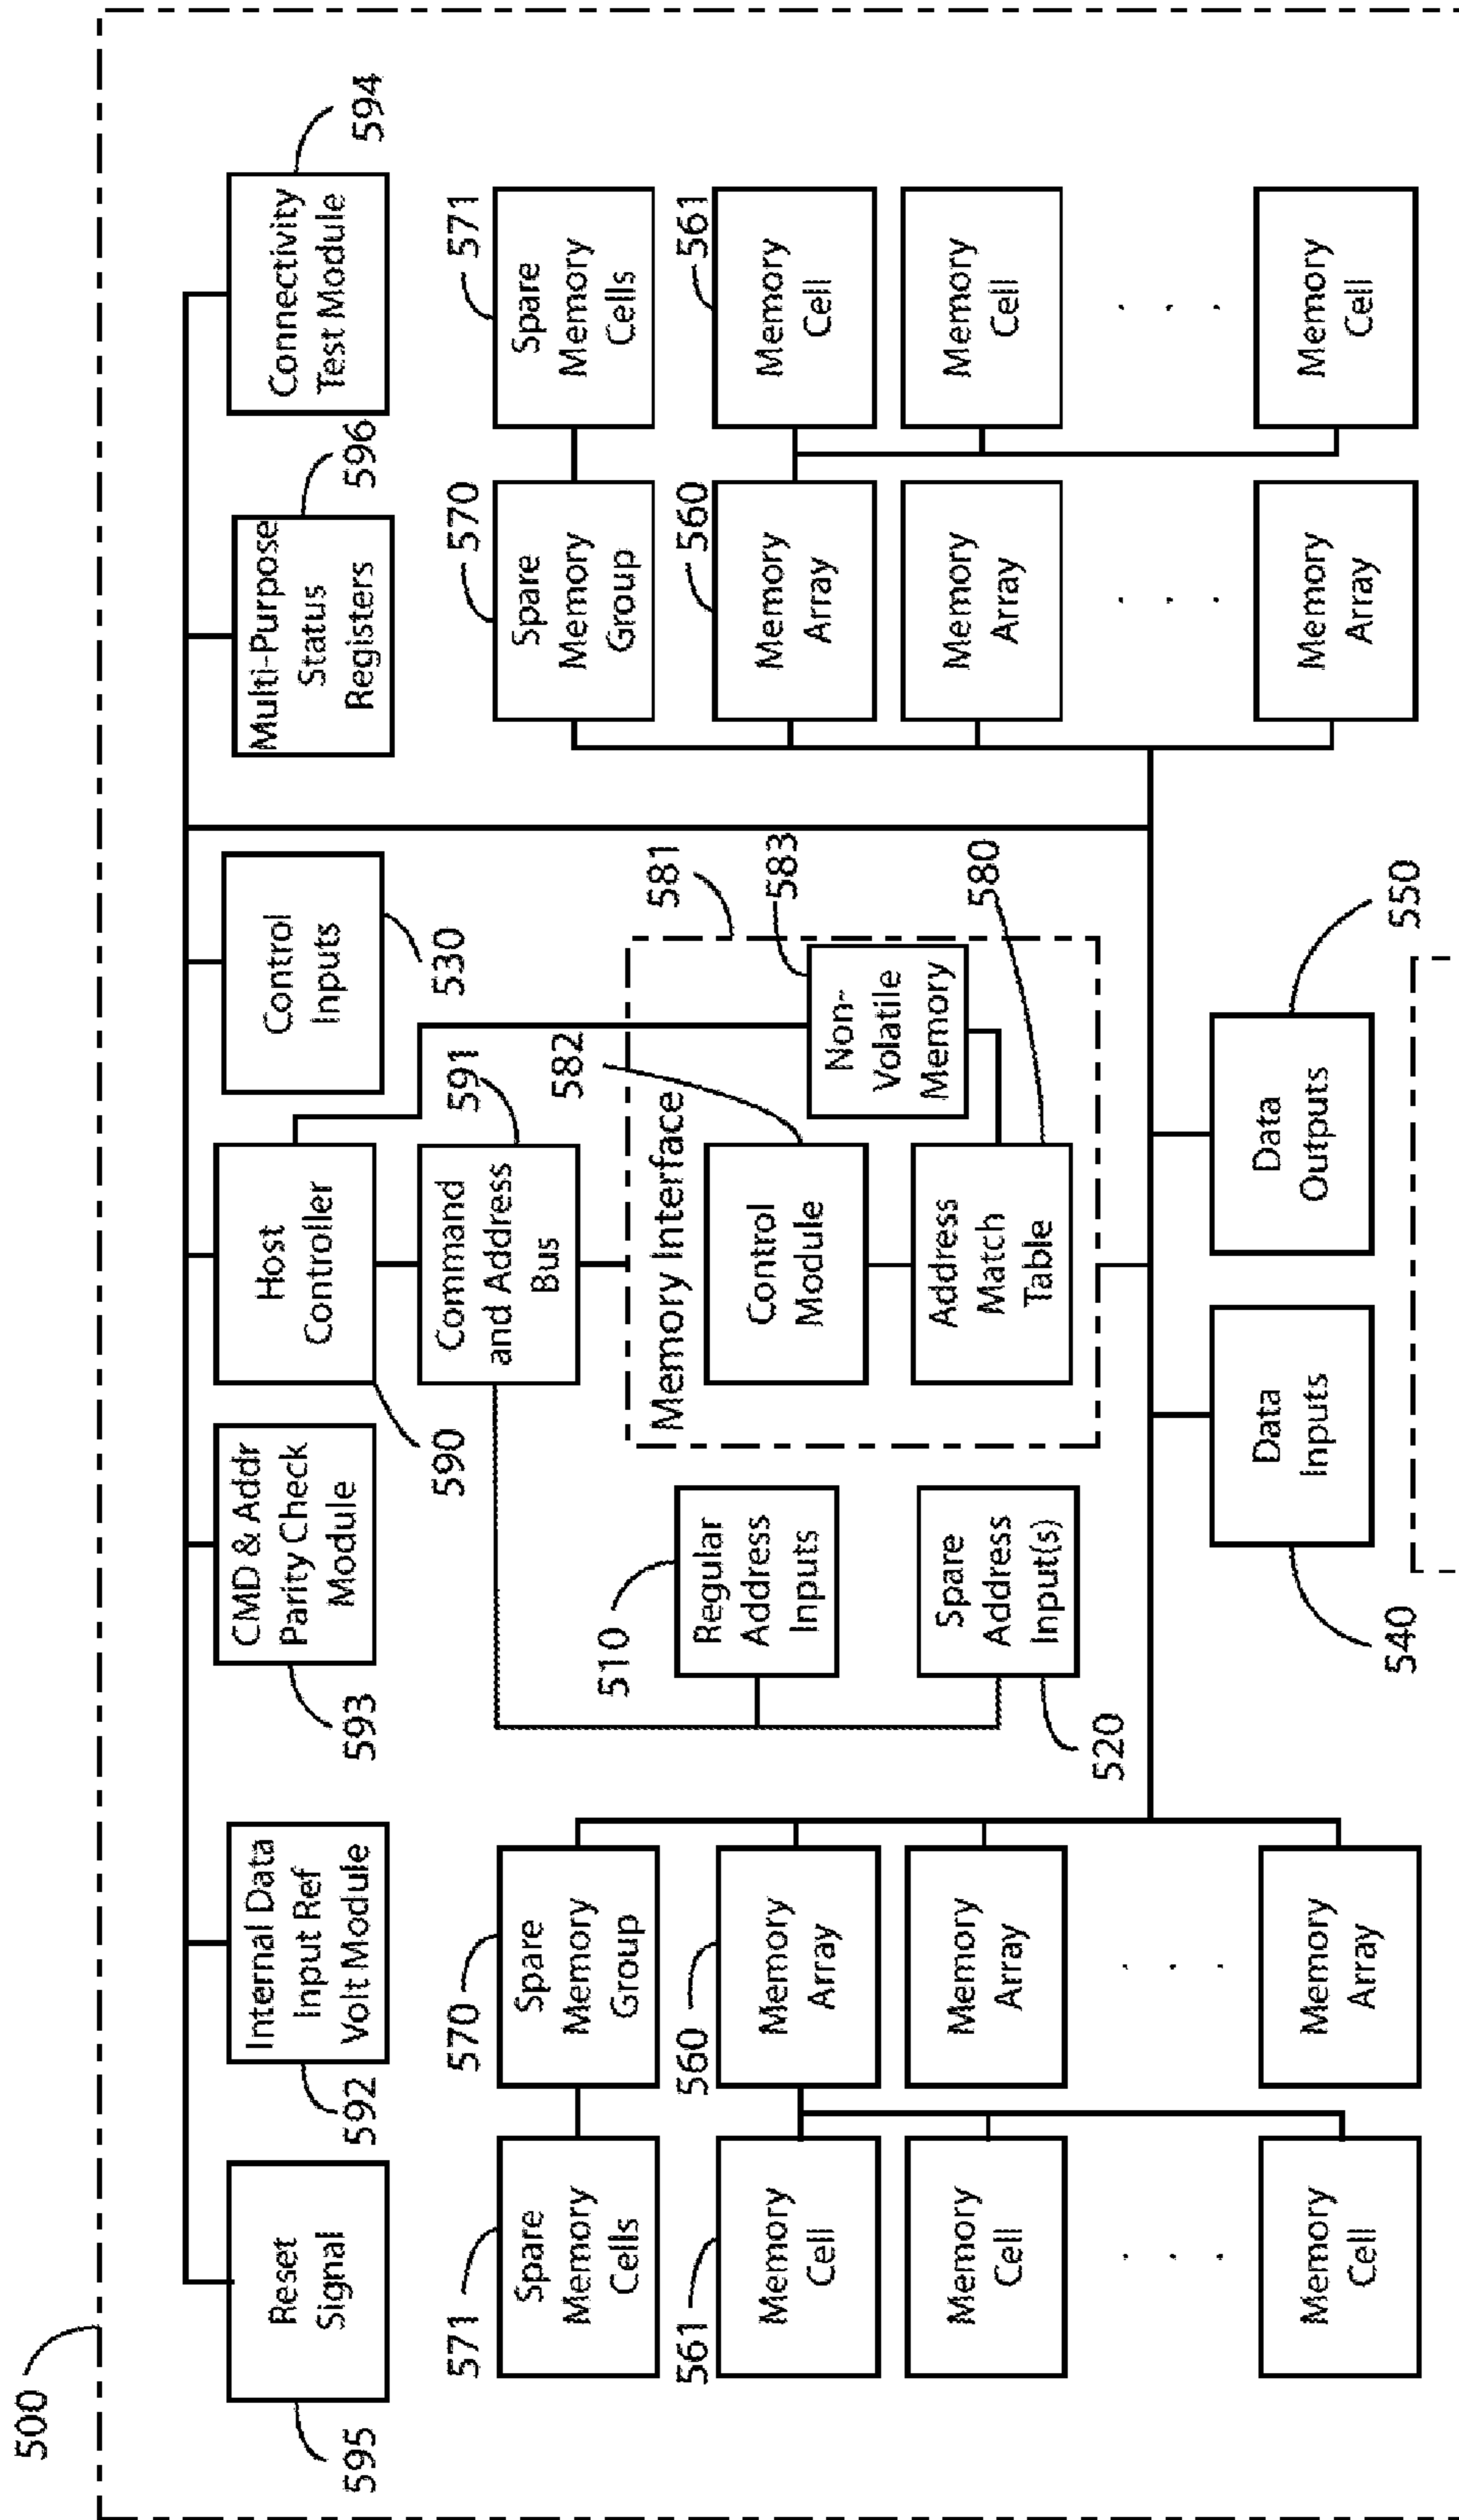 500
595
Reset
Signal
592
Internal Data
Input Ref
Volt Module
593
CMD & Addr
Parity Check
Module
590
Host
Controller
Control
Inputs
530
Multi-Purpose
Status
Registers
596
Connectivity
Test Module
594
571
Spare
Memory
Cells
570
Spare
Memory
Group
591
Command
and Address
Bus
570
Spare
Memory
Group
571
Spare
Memory
Cells
561
Memory
Cell
560
Memory
Array
510
Regular
Address
Inputs
Memory Interface
581
582
Control
Module
583
Non-
Volatile
Memory
560
Memory
Array
561
Memory
Cell
Memory
Cell
Memory
Array
520
Spare
Address
Input(s)
Address
Match
Table
580
Memory
Array
Memory
Cell
. . .
. . .
. . .
. . .
Memory
Cell
Memory
Array
540
Data
Inputs
Data
Outputs
550
Memory
Array
Memory
Cell